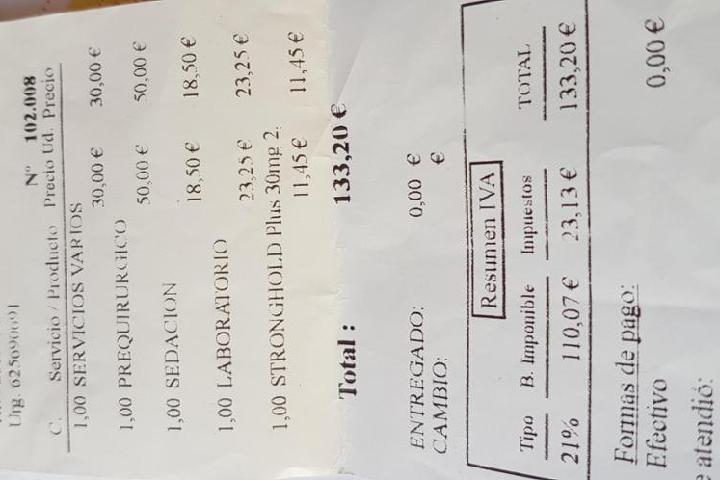 Urg. 625690091
Nº 102.008
C. Servicio / Producto Precio Ud. Precio
1,00 SERVICIOS VARIOS
30,00 € 30,00 €
1,00 PREQUIRURGICO
50,00 € 50,00 €
1,00 SEDACION
18,50 € 18,50 €
1,00 LABORATORIO
23,25 € 23,25 €
1,00 STRONGHOLD Plus 30mg 2.
11,45 € 11,45 €
Total : 133,20 €
ENTREGADO: 0,00 €
CAMBIO: €
Resumen IVA
Tipo B. Imponible Impuestos TOTAL
21% 110,07 € 23,13 € 133,20 €
Formas de pago:
Efectivo 0,00 €
e atendió: